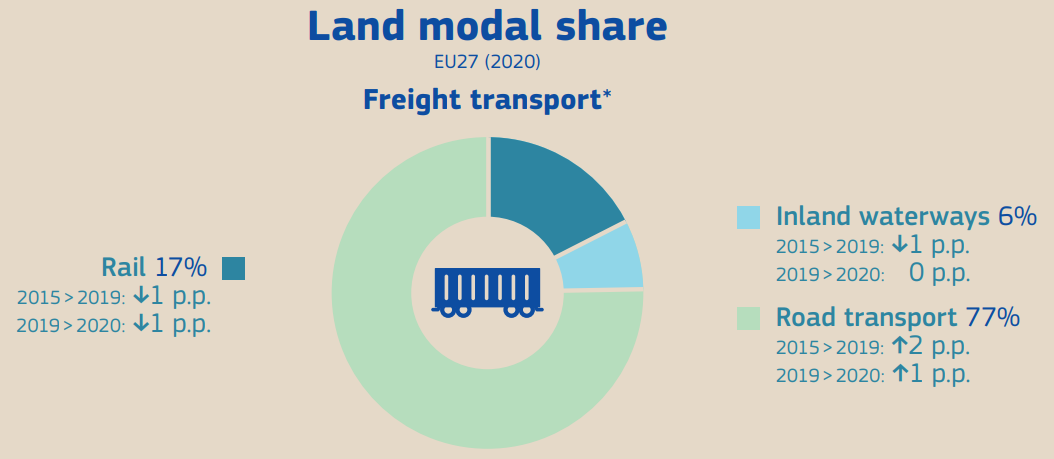 Land modal share
EU27 (2020)
Freight transport*
Rail 17%
2015 > 2019: ↓1 p.p.
2019 > 2020: ↓1 p.p.
Inland waterways 6%
2015 > 2019: ↓1 p.p.
2019 > 2020: 0 p.p.
Road transport 77%
2015 > 2019: ↑2 p.p.
2019 > 2020: ↑1 p.p.